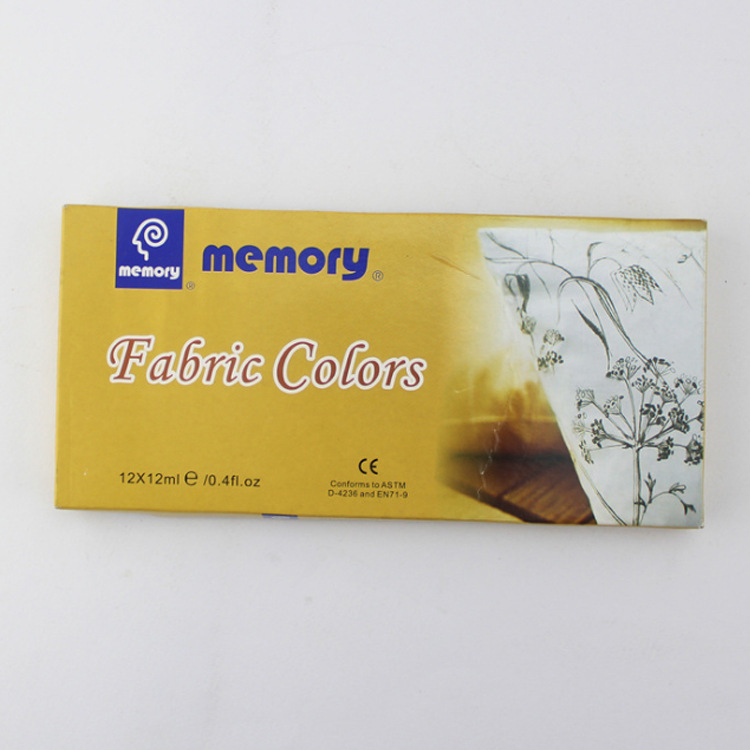 memory
®
memory®
Fabric Colors
12X12ml ℮ /0.4fl.oz
CE
Conforms to ASTM
D-4236 and EN71-9